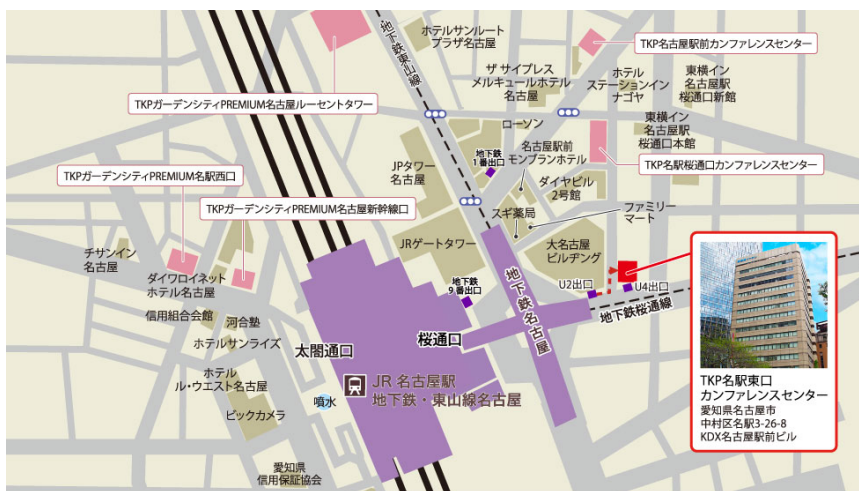 地下鉄東山線
ホテルサンルート
プラザ名古屋
TKP名古屋駅前カンファレンスセンター
ザ サイプレス
メルキュールホテル
名古屋
ホテル
ステーションイン
ナゴヤ
東横イン
名古屋駅
桜通口新館
TKPガーデンシティPREMIUM名古屋ルーセントタワー
ローソン
東横イン
名古屋駅
桜通口本館
地下鉄
1番出口
名古屋駅前
モンブランホテル
JPタワー
名古屋
TKP名駅桜通口カンファレンスセンター
TKPガーデンシティPREMIUM名駅西口
ダイヤビル
2号館
TKPガーデンシティPREMIUM名古屋新幹線口
スギ薬局
ファミリー
マート
JRゲートタワー
大名古屋
ビルヂング
チサンイン
名古屋
ダイワロイネット
ホテル名古屋
地下鉄
9番出口
地下鉄名古屋
U2出口
U4出口
地下鉄桜通線
信用組合会館
河合塾
ホテルサンライズ
太閤通口
桜通口
ホテル
ル・ウエスト名古屋
JR 名古屋駅
地下鉄・東山線名古屋
噴水
ビックカメラ
愛知県
信用保証協会
TKP名駅東口
カンファレンスセンター
愛知県名古屋市
中村区名駅3-26-8
KDX名古屋駅前ビル